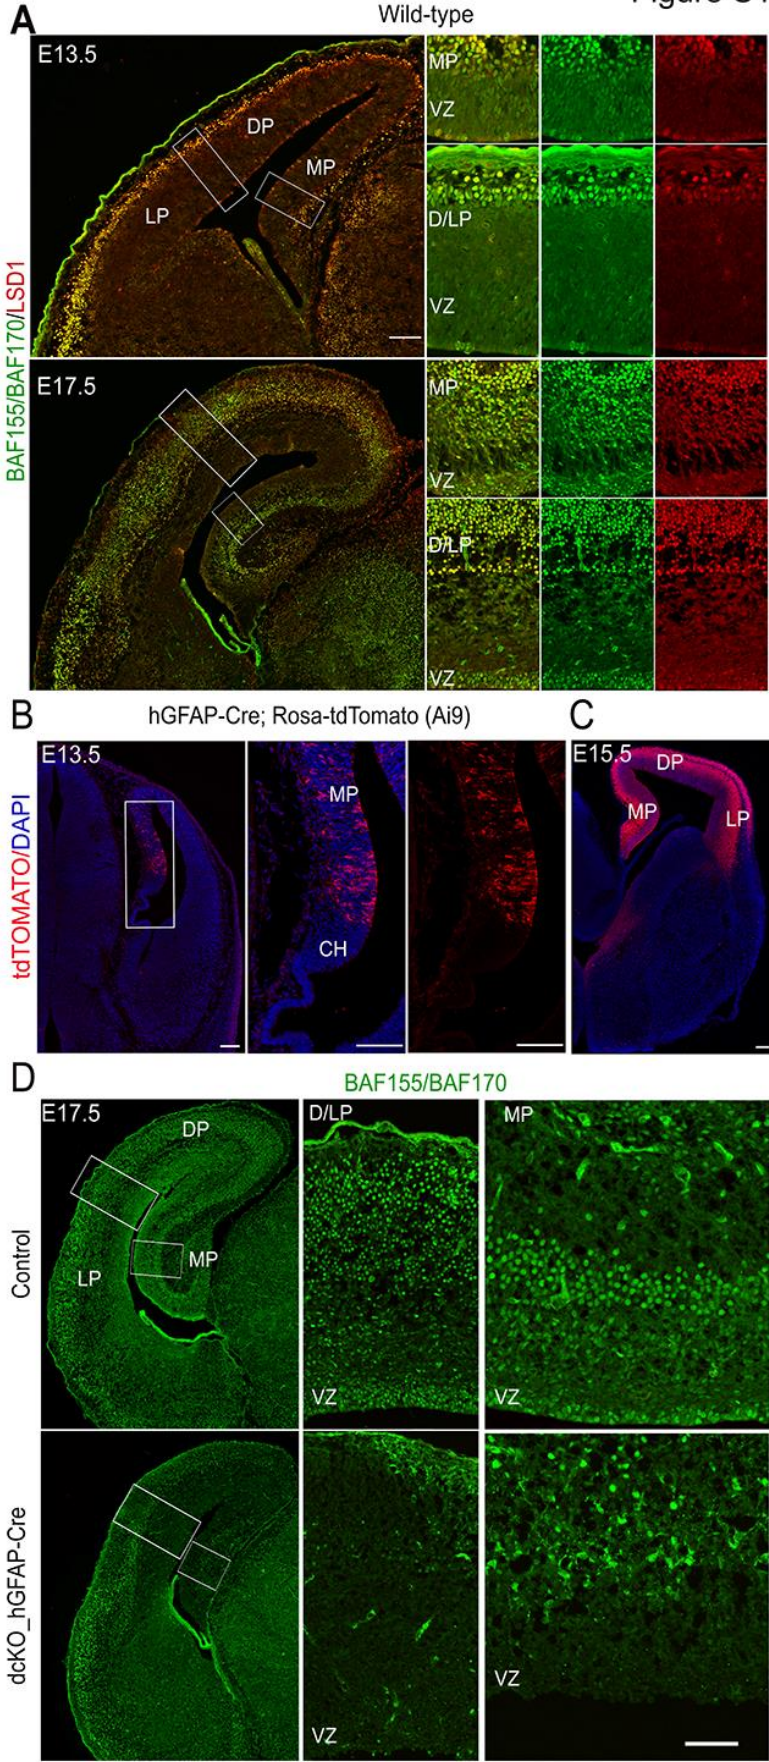 A
Wild-type
E13.5
DP
MP
LP
MP
VZ
D/LP
VZ
BAF155/BAF170/LSD1
E17.5
MP
VZ
D/LP
VZ
B
hGFAP-Cre; Rosa-tdTomato (Ai9)
C
tdTOMATO/DAPI
E13.5
MP
CH
E15.5
DP
MP
LP
D
BAF155/BAF170
Control
E17.5
DP
MP
LP
D/LP
VZ
MP
VZ
dcKO_hGFAP-Cre
VZ
VZ